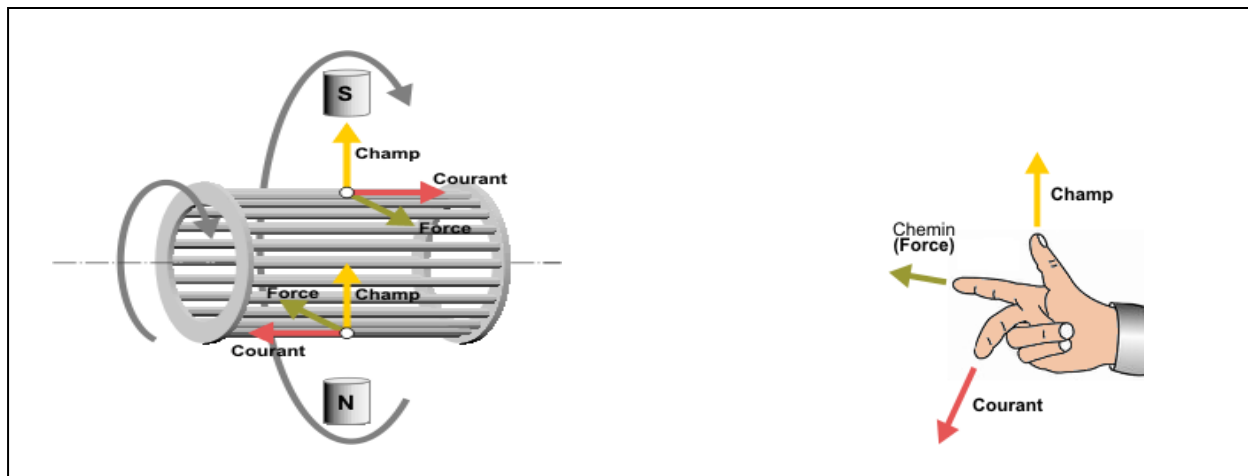 S
Champ
Courant
Force
Force
Champ
Courant
N
Champ
Chemin
(Force)
Courant